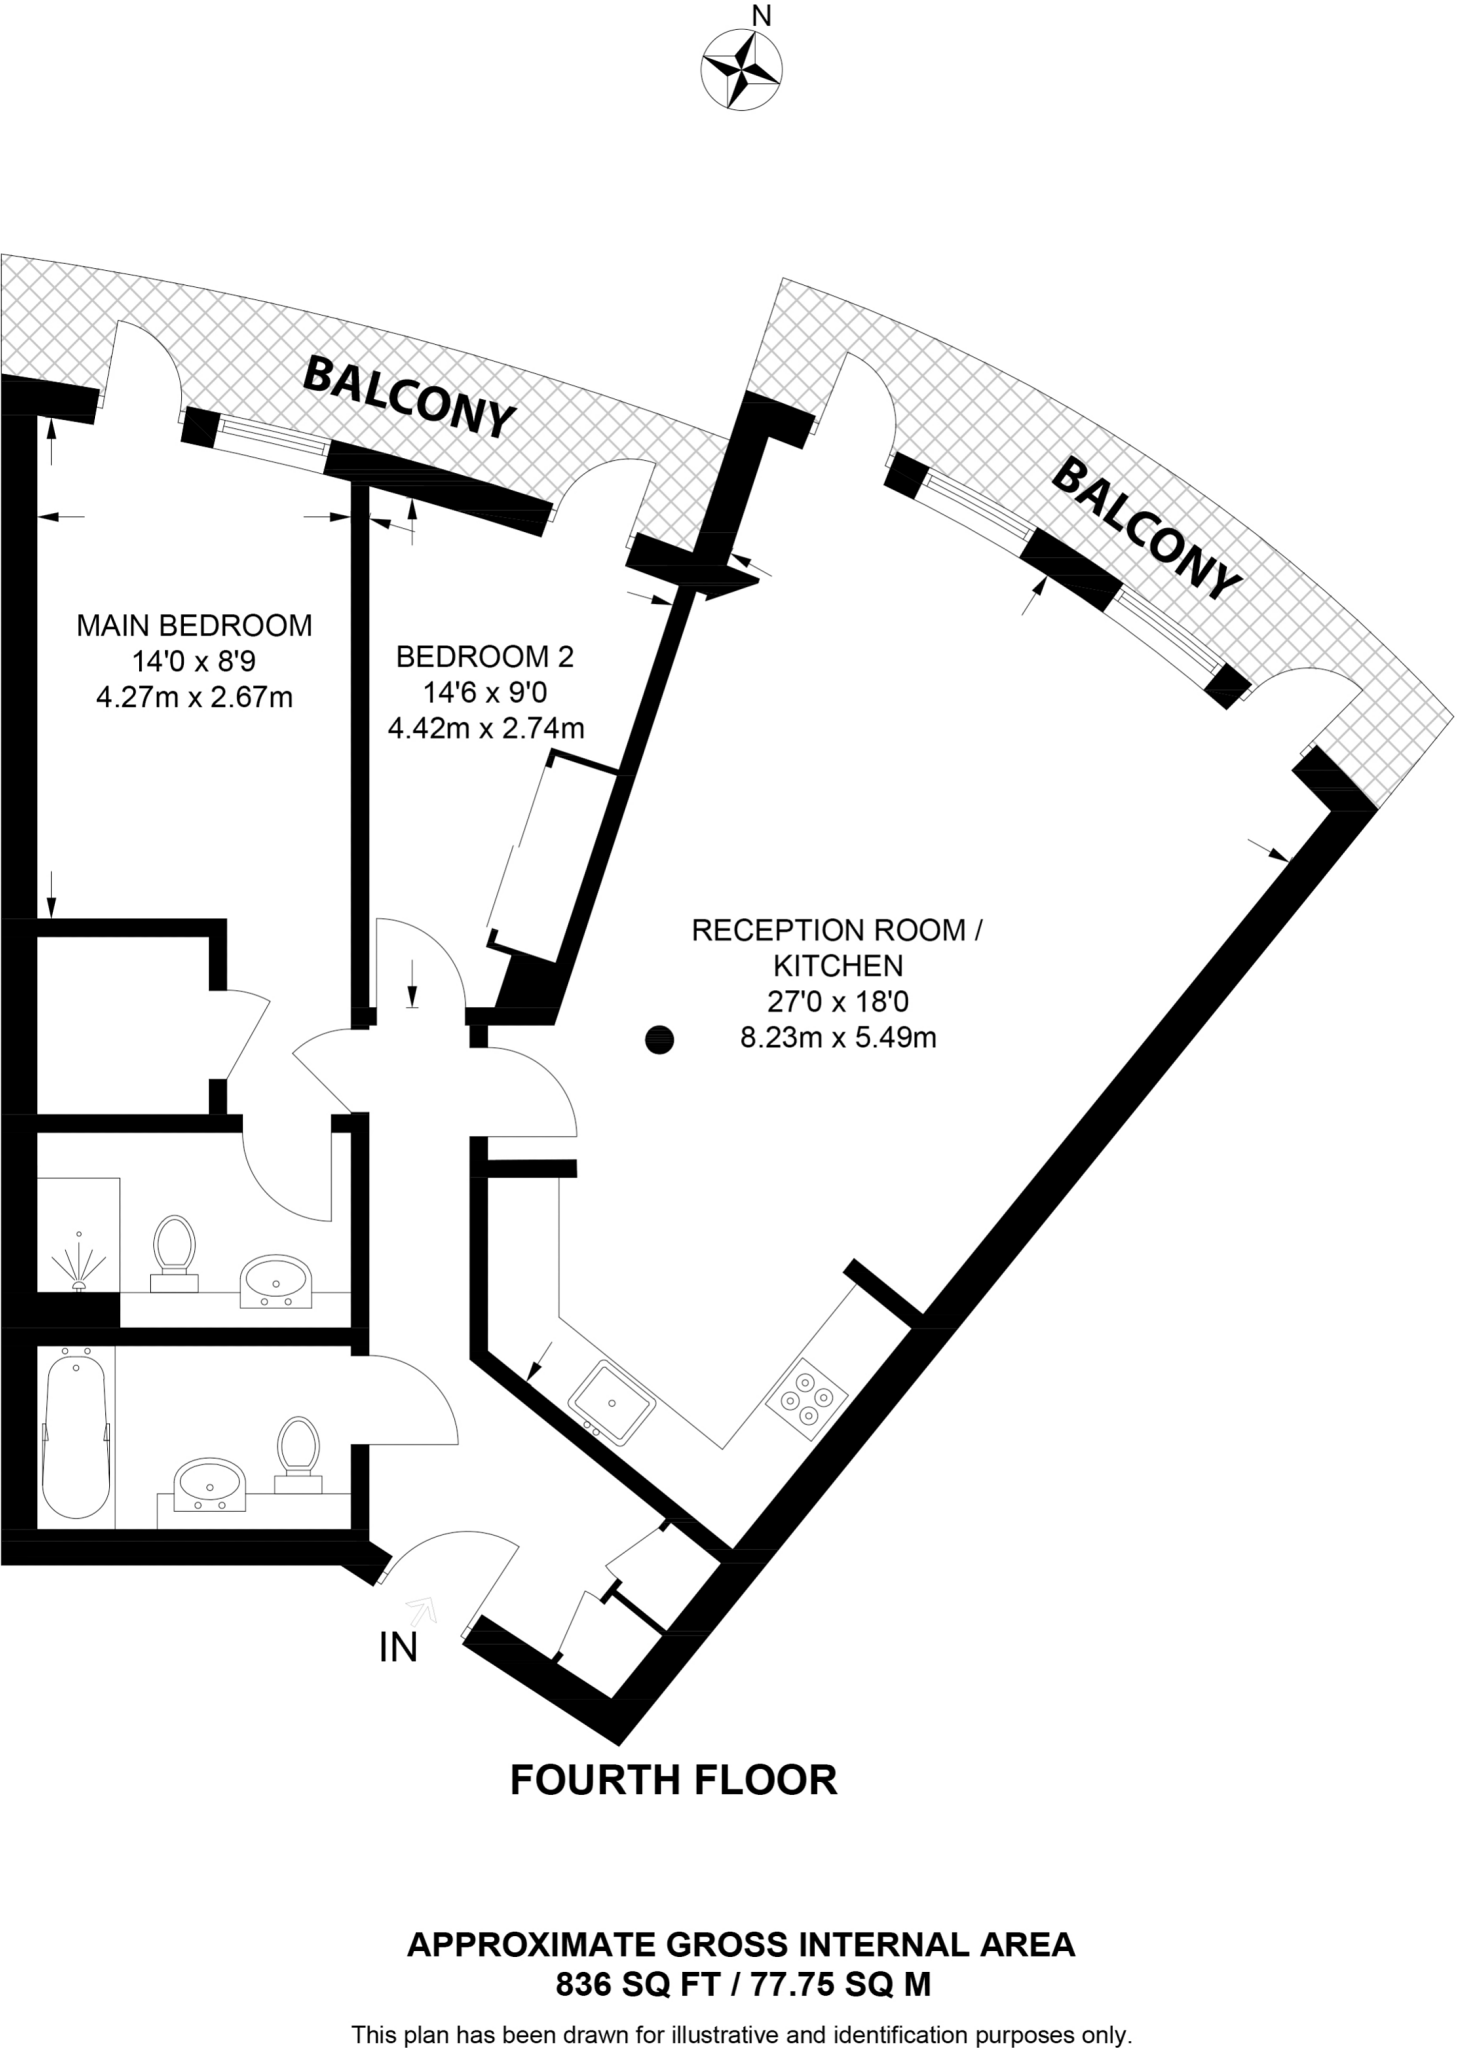 N
BALCONY
BALCONY
MAIN BEDROOM
14'0 x 8'9
4.27m x 2.67m
BEDROOM 2
14'6 x 9'0
4.42m x 2.74m
RECEPTION ROOM /
KITCHEN
27'0 x 18'0
8.23m x 5.49m
IN
FOURTH FLOOR
APPROXIMATE GROSS INTERNAL AREA
836 SQ FT / 77.75 SQ M
This plan has been drawn for illustrative and identification purposes only.